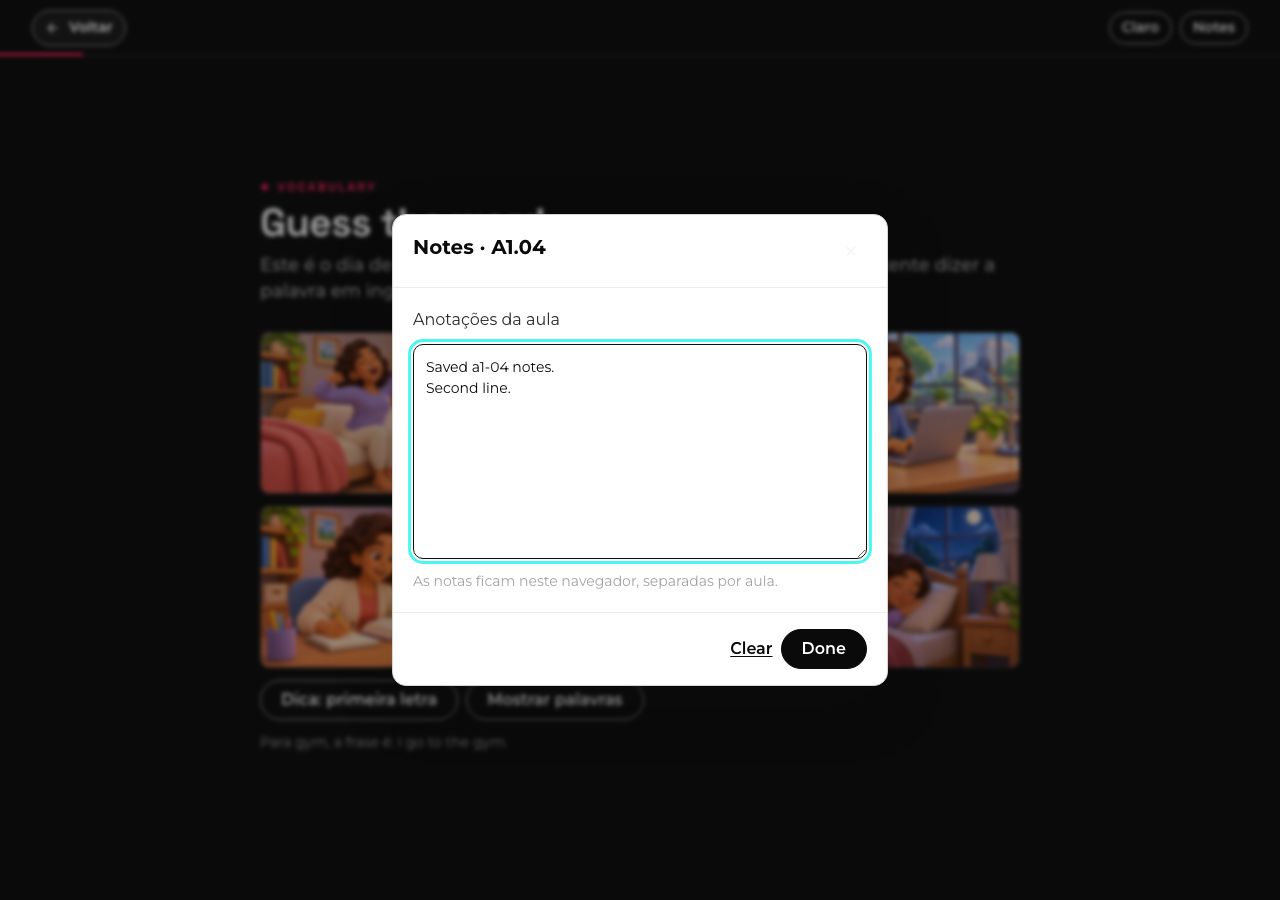 ← Voltar
Claro
Notes
VOCABULARY
Guess
Este é o dia de
ente dizer a
palavra em ing
Notes · A1.04
×
Anotações da aula
Saved a1-04 notes.
Second line.
As notas ficam neste navegador, separadas por aula.
Clear
Done
Dica: primeira letra
Mostrar palavras
Para gym, a frase é: I go to the gym.